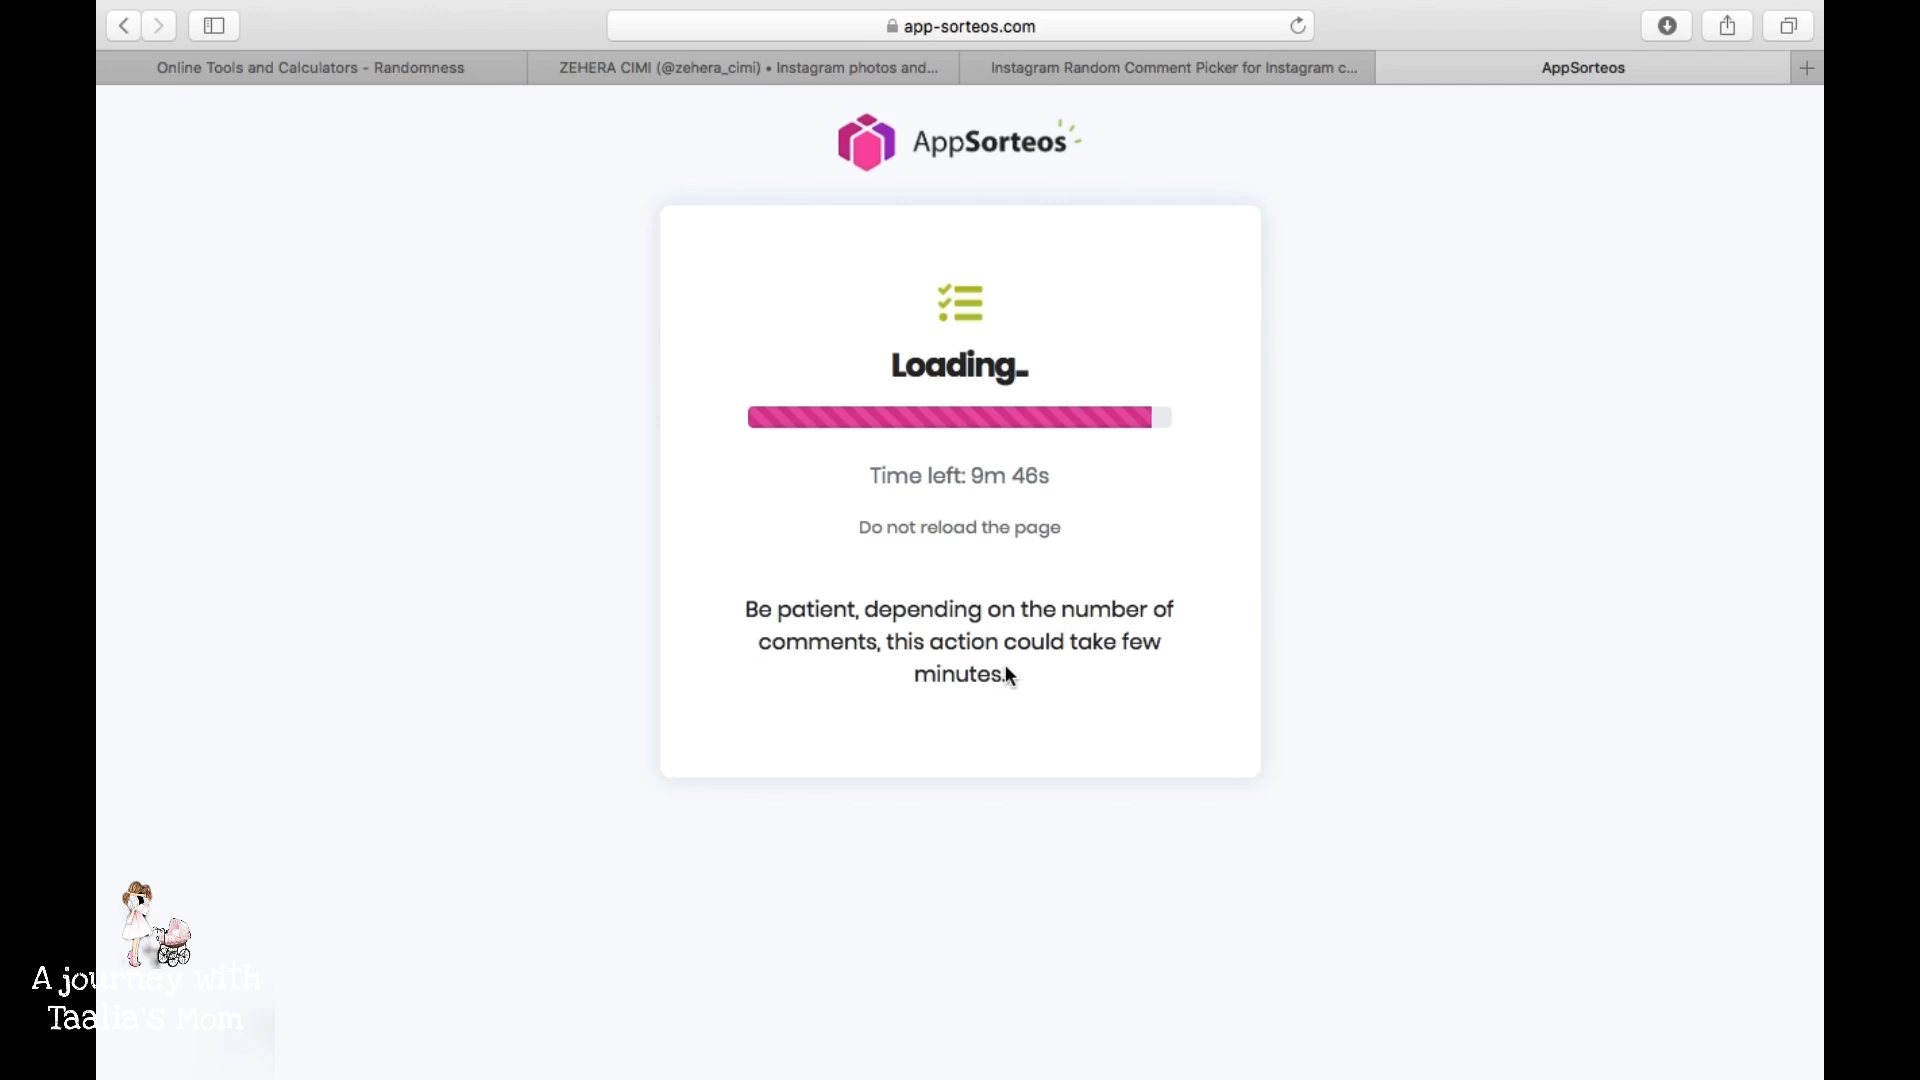 app-sorteos.com
Online Tools and Calculators - Randomness
ZEHERA CIMI (@zehera_cimi) • Instagram photos and...
Instagram Random Comment Picker for Instagram c...
AppSorteos
AppSorteos
Loading...
Time left: 9m 46s
Do not reload the page
Be patient, depending on the number of
comments, this action could take few
minutes.
A journey with
Taalia'S Mom